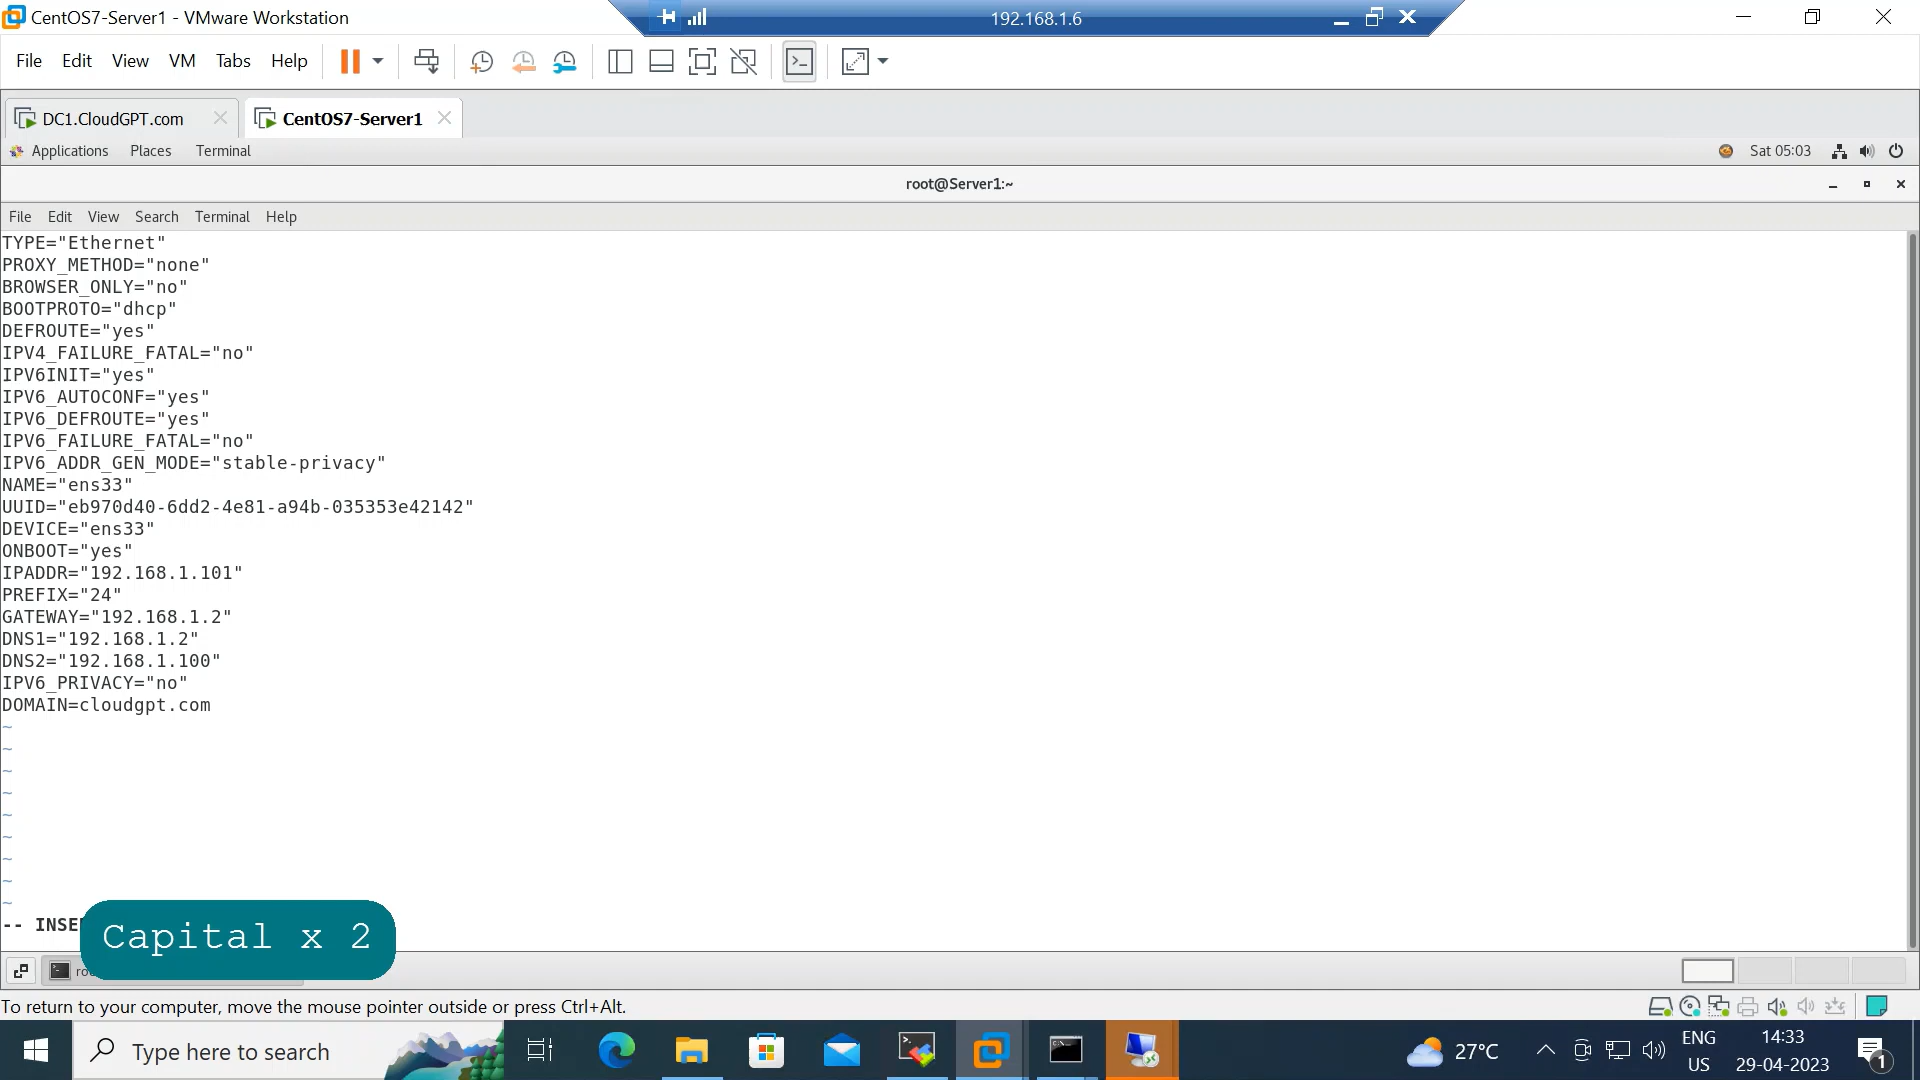 CentOS7-Server1 - VMware Workstation
192.168.1.6
File Edit View VM Tabs Help
DC1.CloudGPT.com
CentOS7-Server1
Applications Places Terminal
Sat 05:03
root@Server1:~
File Edit View Search Terminal Help
TYPE="Ethernet"
PROXY_METHOD="none"
BROWSER_ONLY="no"
BOOTPROTO="dhcp"
DEFROUTE="yes"
IPV4_FAILURE_FATAL="no"
IPV6INIT="yes"
IPV6_AUTOCONF="yes"
IPV6_DEFROUTE="yes"
IPV6_FAILURE_FATAL="no"
IPV6_ADDR_GEN_MODE="stable-privacy"
NAME="ens33"
UUID="eb970d40-6dd2-4e81-a94b-035353e42142"
DEVICE="ens33"
ONBOOT="yes"
IPADDR="192.168.1.101"
PREFIX="24"
GATEWAY="192.168.1.2"
DNS1="192.168.1.2"
DNS2="192.168.1.100"
IPV6_PRIVACY="no"
DOMAIN=cloudgpt.com
~
~
~
~
~
~
~
~
~
-- INSE
Capital x 2
To return to your computer, move the mouse pointer outside or press Ctrl+Alt.
Type here to search
27°C
ENG
US
14:33
29-04-2023
1